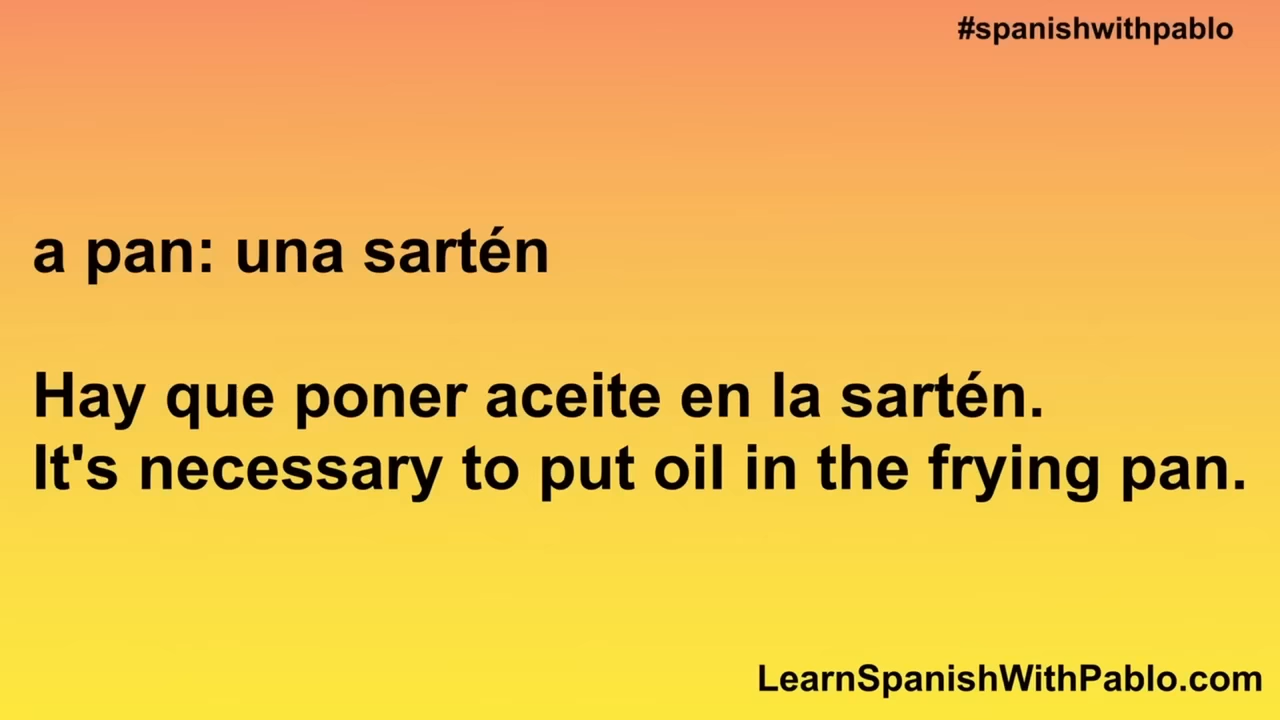 #spanishwithpablo
a pan: una sartén
Hay que poner aceite en la sartén.
It's necessary to put oil in the frying pan.
LearnSpanishWithPablo.com